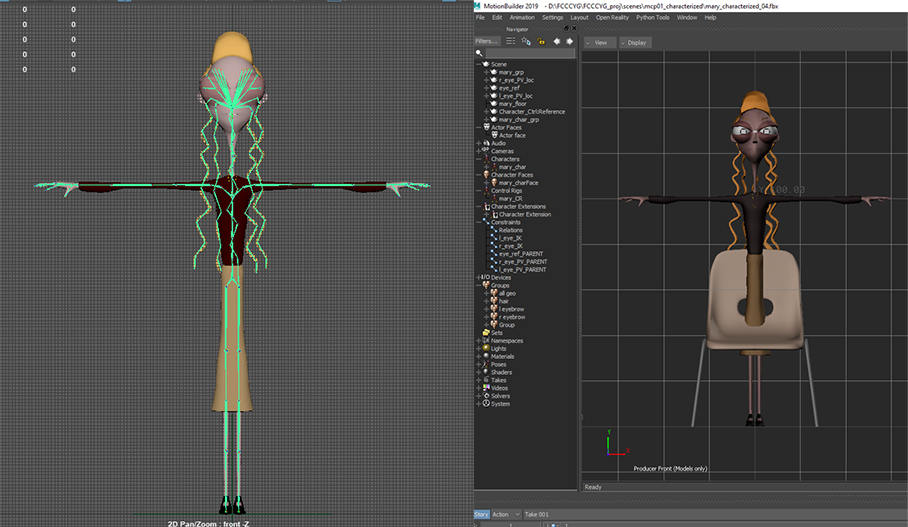 0 0
0 0
0 0
0 0
0 0
2D Pan/Zoom : front -Z
MotionBuilder 2019 - D:\FCCCYG\FCCCYG_proj\scenes\mcp01_characterized\mary_characterized_04.fbx
File Edit Animation Settings Layout Open Reality Python Tools Window Help
Navigator
Filters...
Scene
mary_grp
r_eye_PV_loc
eye_ref
l_eye_PV_loc
mary_floor
Character_Ctrl:Reference
mary_chair_grp
Actor Faces
Actor face
Audio
Cameras
Characters
mary_char
Character Faces
mary_charFace
Control Rigs
mary_CR
Character Extensions
Character Extension
Constraints
Relations
l_eye_IK
r_eye_IK
eye_ref_PARENT
r_eye_PV_PARENT
l_eye_PV_PARENT
I/O Devices
Groups
all geo
hair
l eyebrow
r eyebrow
Group
Sets
Namespaces
Lights
Materials
Poses
Shaders
Takes
Videos
Solvers
System
View Display
Y
X
Producer Front (Models only)
Ready
Story Action Take 001